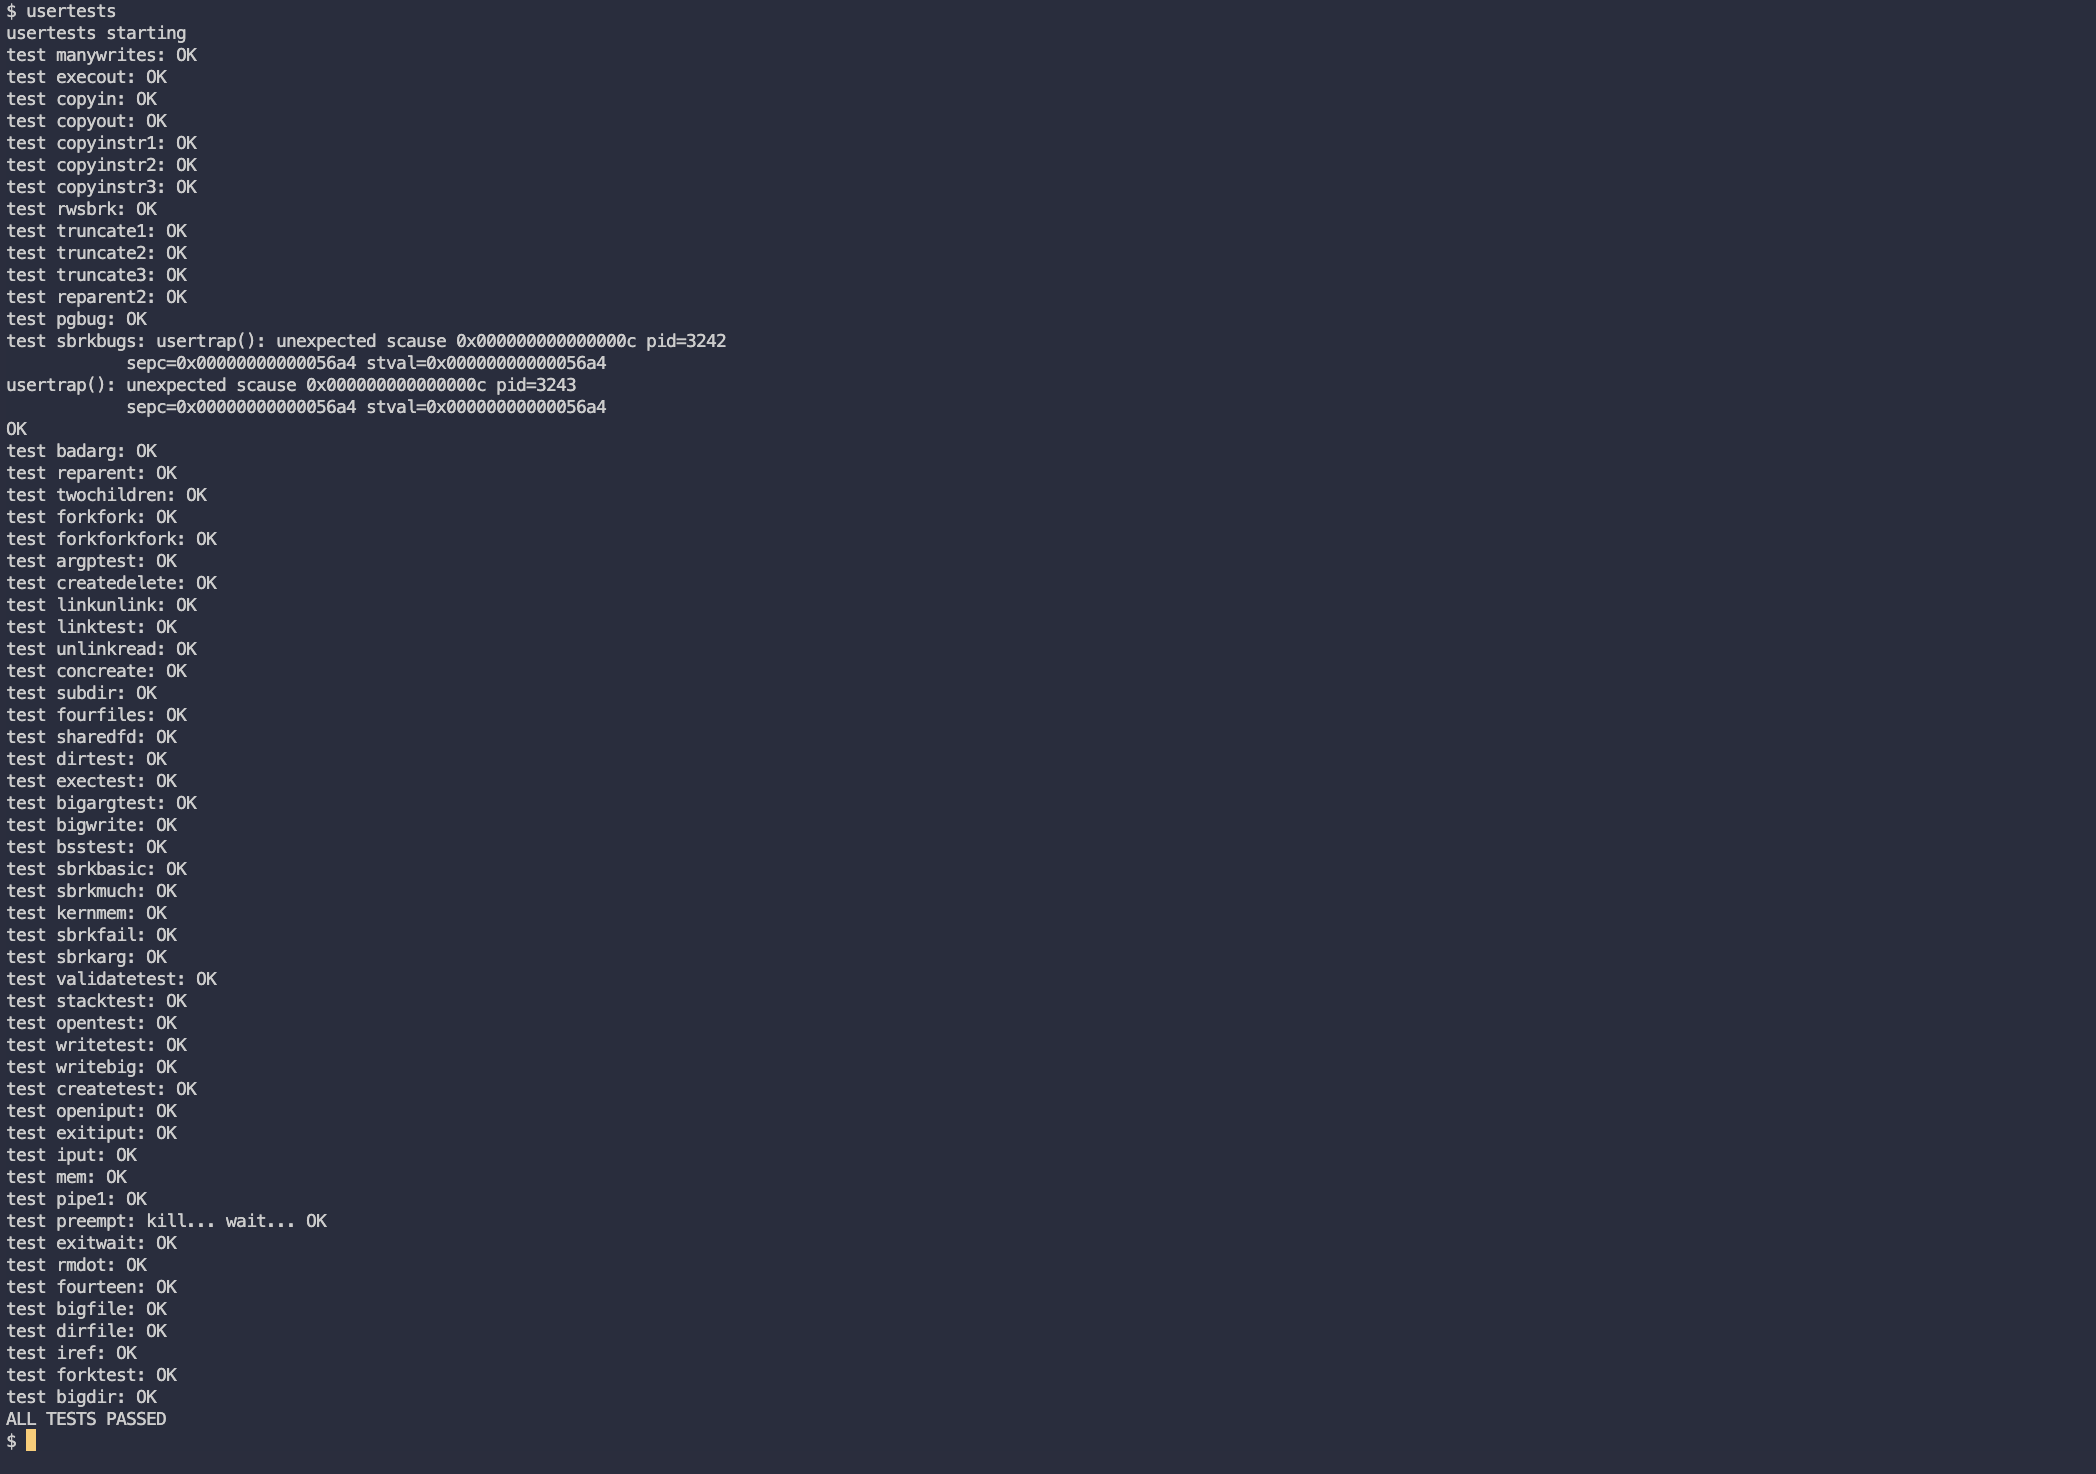 $ usertests
usertests starting
test manywrites: OK
test execout: OK
test copyin: OK
test copyout: OK
test copyinstr1: OK
test copyinstr2: OK
test copyinstr3: OK
test rwsbrk: OK
test truncate1: OK
test truncate2: OK
test truncate3: OK
test reparent2: OK
test pgbug: OK
test sbrkbugs: usertrap(): unexpected scause 0x000000000000000c pid=3242
            sepc=0x00000000000056a4 stval=0x00000000000056a4
usertrap(): unexpected scause 0x000000000000000c pid=3243
            sepc=0x00000000000056a4 stval=0x00000000000056a4
OK
test badarg: OK
test reparent: OK
test twochildren: OK
test forkfork: OK
test forkforkfork: OK
test argptest: OK
test createdelete: OK
test linkunlink: OK
test linktest: OK
test unlinkread: OK
test concreate: OK
test subdir: OK
test fourfiles: OK
test sharedfd: OK
test dirtest: OK
test exectest: OK
test bigargtest: OK
test bigwrite: OK
test bsstest: OK
test sbrkbasic: OK
test sbrkmuch: OK
test kernmem: OK
test sbrkfail: OK
test sbrkarg: OK
test validatetest: OK
test stacktest: OK
test opentest: OK
test writetest: OK
test writebig: OK
test createtest: OK
test openiput: OK
test exitiput: OK
test iput: OK
test mem: OK
test pipe1: OK
test preempt: kill... wait... OK
test exitwait: OK
test rmdot: OK
test fourteen: OK
test bigfile: OK
test dirfile: OK
test iref: OK
test forktest: OK
test bigdir: OK
ALL TESTS PASSED
$